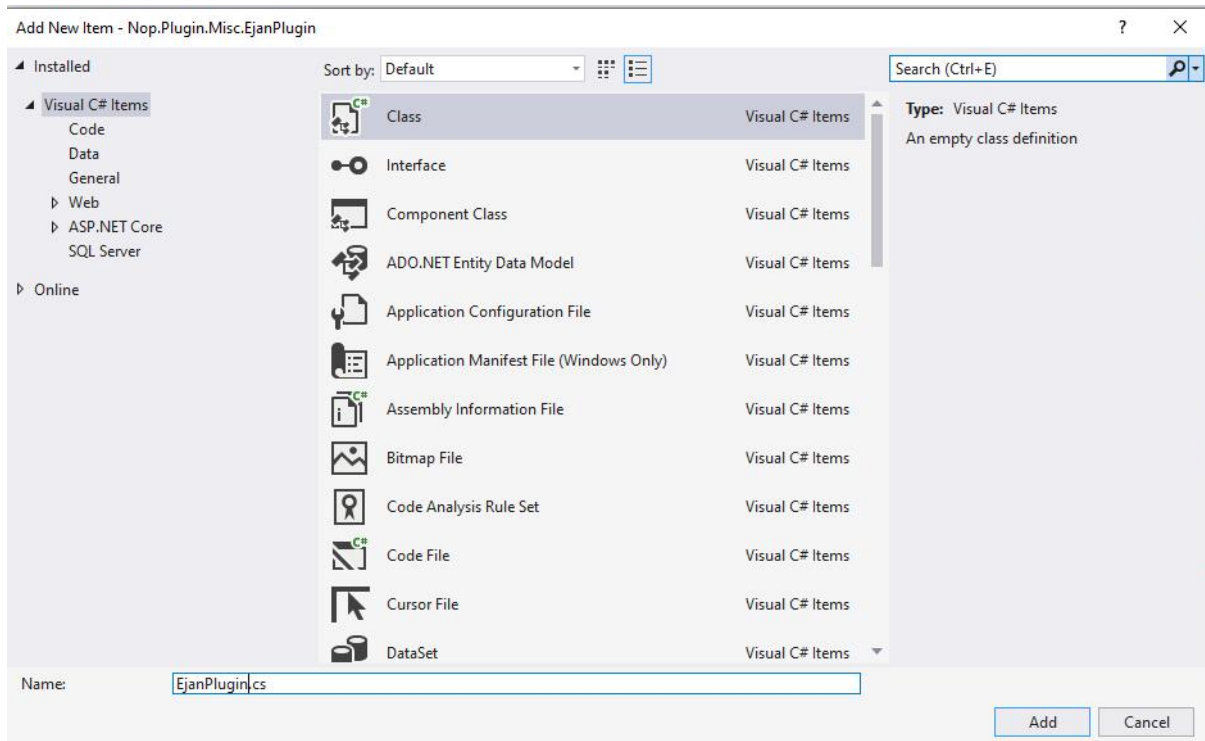 Add New Item - Nop.Plugin.Misc.EjanPlugin
?
Installed
Visual C# Items
Code
Data
General
Web
ASP.NET Core
SQL Server
Online
Sort by: Default
Search (Ctrl+E)
C# Class Visual C# Items
Interface Visual C# Items
Component Class Visual C# Items
ADO.NET Entity Data Model Visual C# Items
Application Configuration File Visual C# Items
Application Manifest File (Windows Only) Visual C# Items
C# Assembly Information File Visual C# Items
Bitmap File Visual C# Items
Code Analysis Rule Set Visual C# Items
C# Code File Visual C# Items
Cursor File Visual C# Items
DataSet Visual C# Items
Type: Visual C# Items
An empty class definition
Name: EjanPlugin.cs
Add Cancel